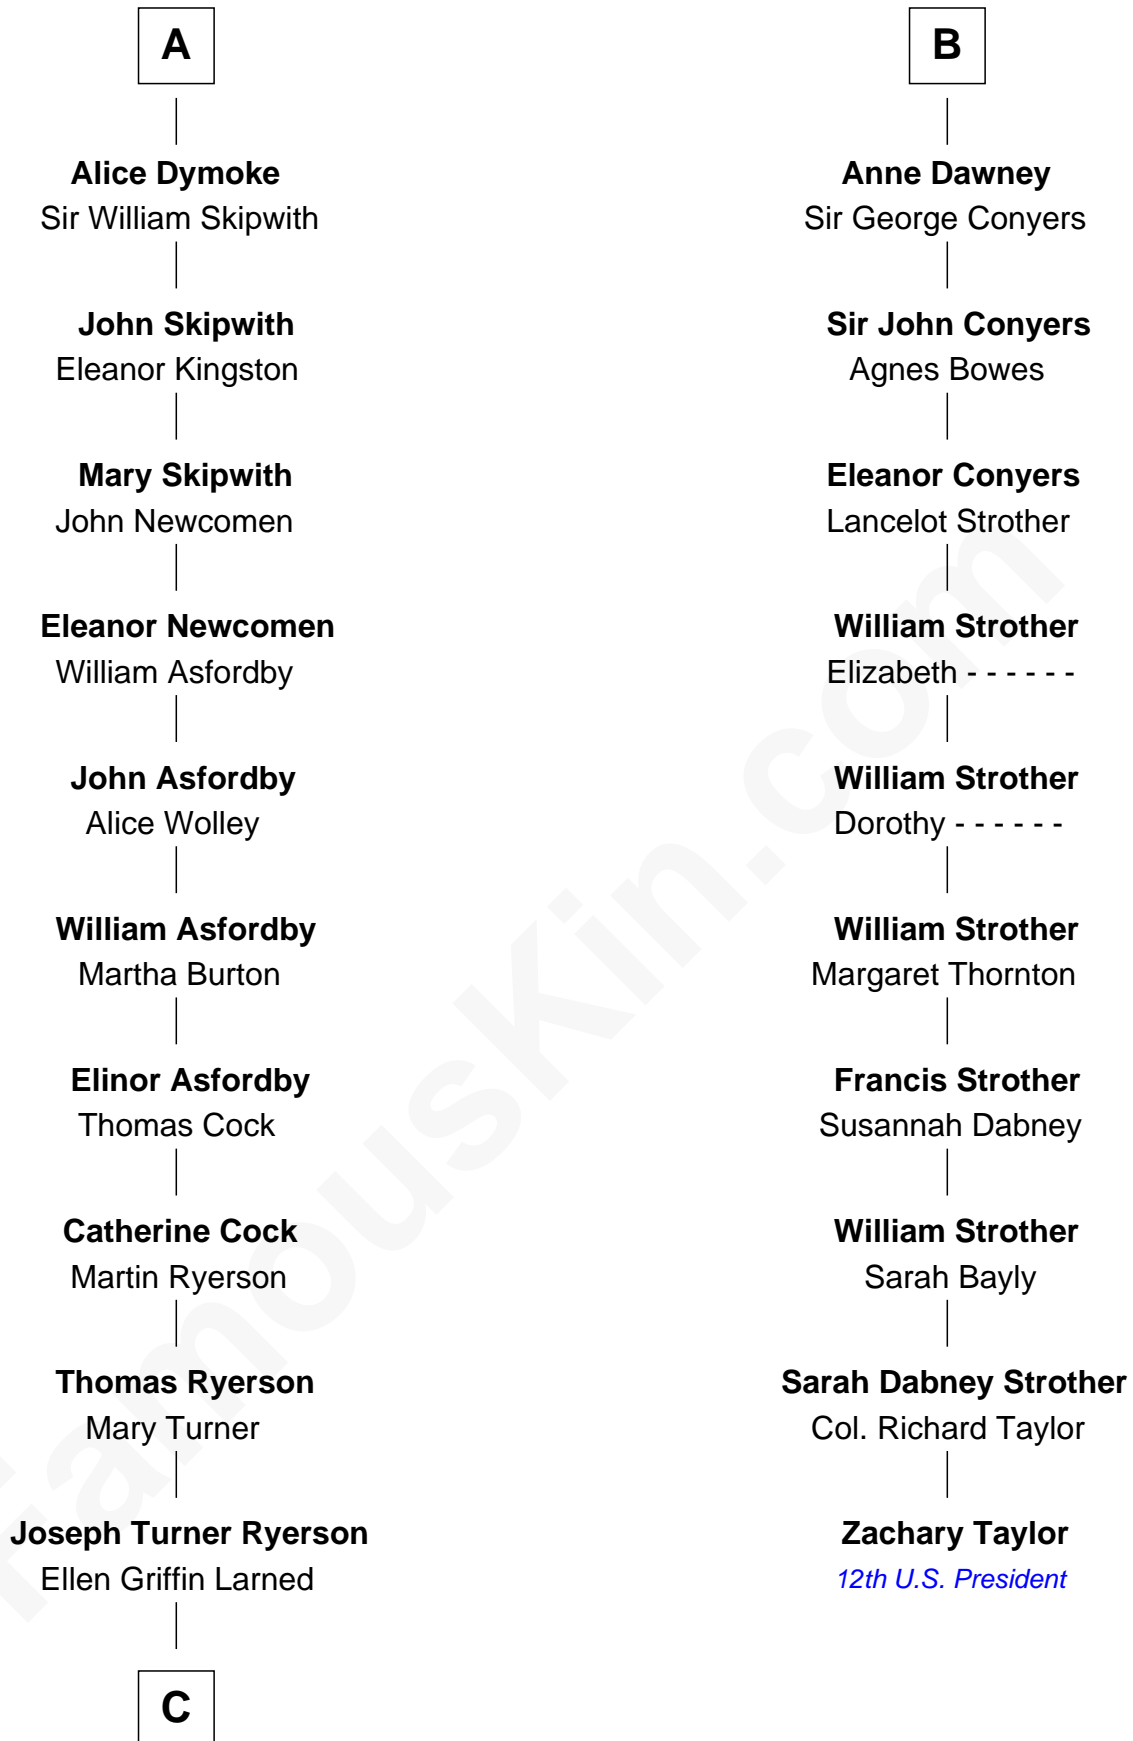 A
Alice Dymoke
Sir William Skipwith
John Skipwith
Eleanor Kingston
Mary Skipwith
John Newcomen
Eleanor Newcomen
William Asfordby
John Asfordby
Alice Wolley
William Asfordby
Martha Burton
Elinor Asfordby
Thomas Cock
Catherine Cock
Martin Ryerson
Thomas Ryerson
Mary Turner
Joseph Turner Ryerson
Ellen Griffin Larned
C
B
Anne Dawney
Sir George Conyers
Sir John Conyers
Agnes Bowes
Eleanor Conyers
Lancelot Strother
William Strother
Elizabeth - - - - - -
William Strother
Dorothy - - - - - -
William Strother
Margaret Thornton
Francis Strother
Susannah Dabney
William Strother
Sarah Bayly
Sarah Dabney Strother
Col. Richard Taylor
Zachary Taylor
12th U.S. President
FamousKin.com